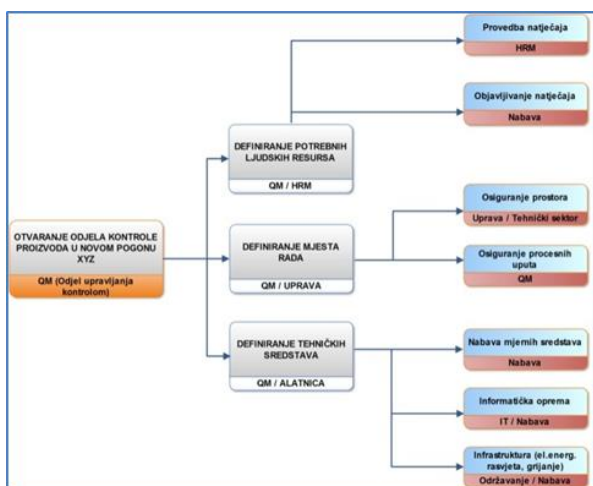 Provedba natječaja
HRM
Objavljivanje natječaja
Nabava
DEFINIRANJE POTREBNIH
LJUDSKIH RESURSA
QM / HRM
Osiguranje prostora
Uprava / Tehnički sektor
OTVARANJE ODJELA KONTROLE
PROIZVODA U NOVOM POGONU
XYZ
QM (Odjel upravljanja
kontrolom)
DEFINIRANJE MJESTA
RADA
QM / UPRAVA
Osiguranje procesnih
uputa
QM
DEFINIRANJE TEHNIČKIH
SREDSTAVA
QM / ALATNICA
Nabava mjernih sredstava
Nabava
Informatička oprema
IT / Nabava
Infrastruktura (el.energ.
rasvjeta, grijanje)
Održavanje / Nabava